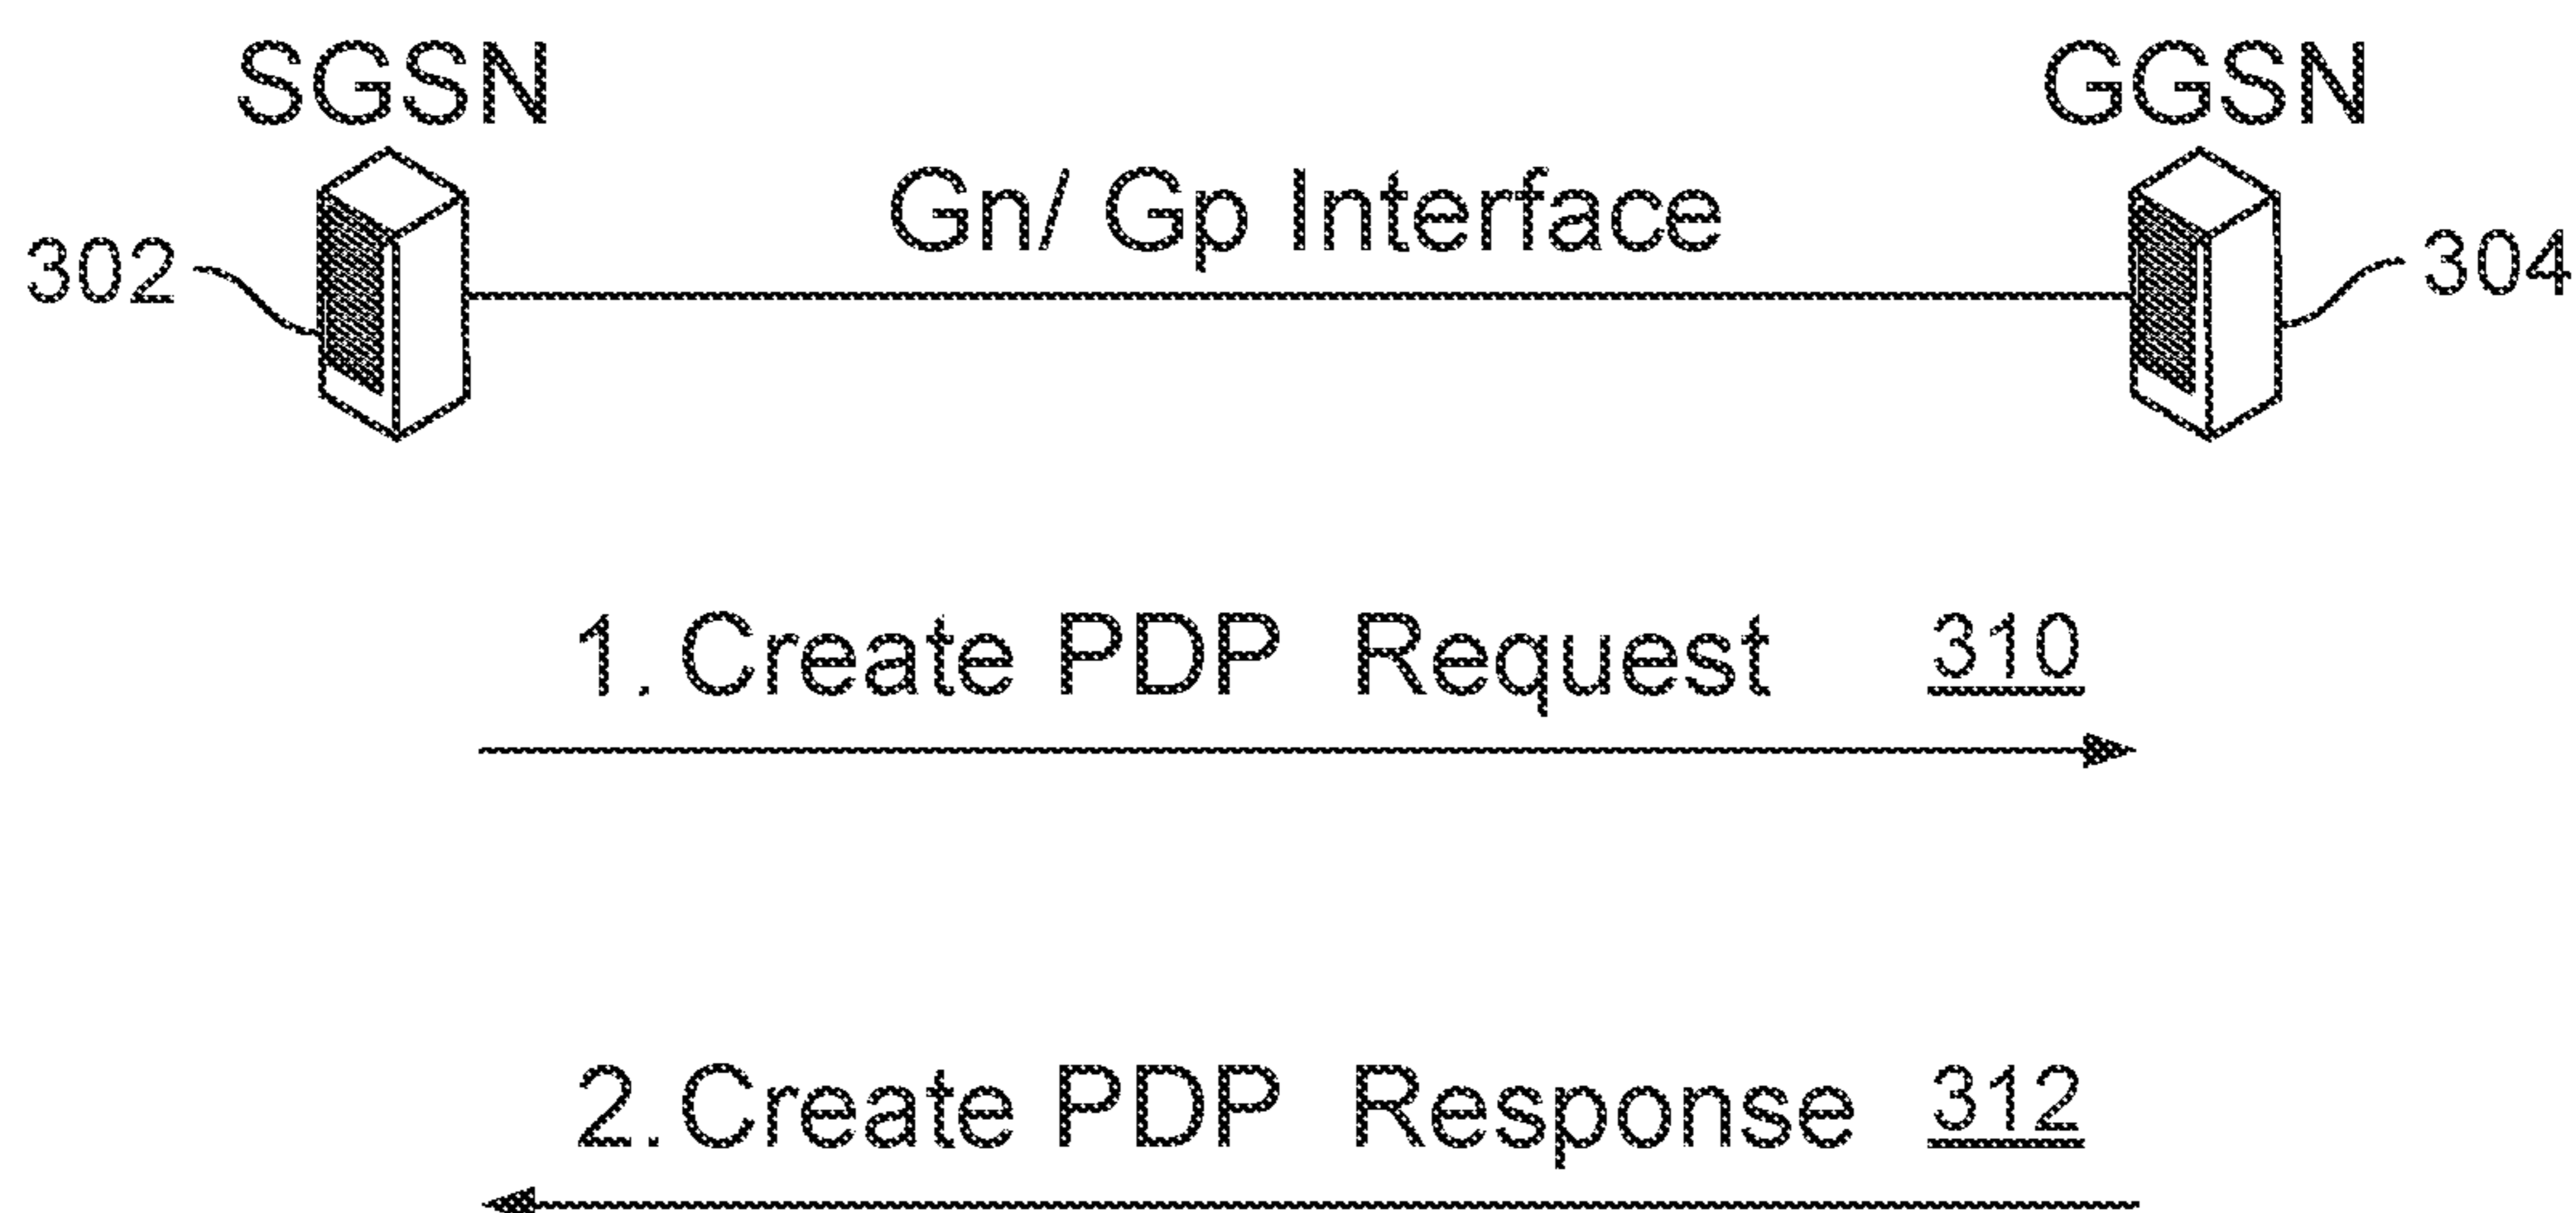 SGSN GGSN
Gn/ Gp Interface
302 304
1. Create PDP Request 310
2. Create PDP Response 312